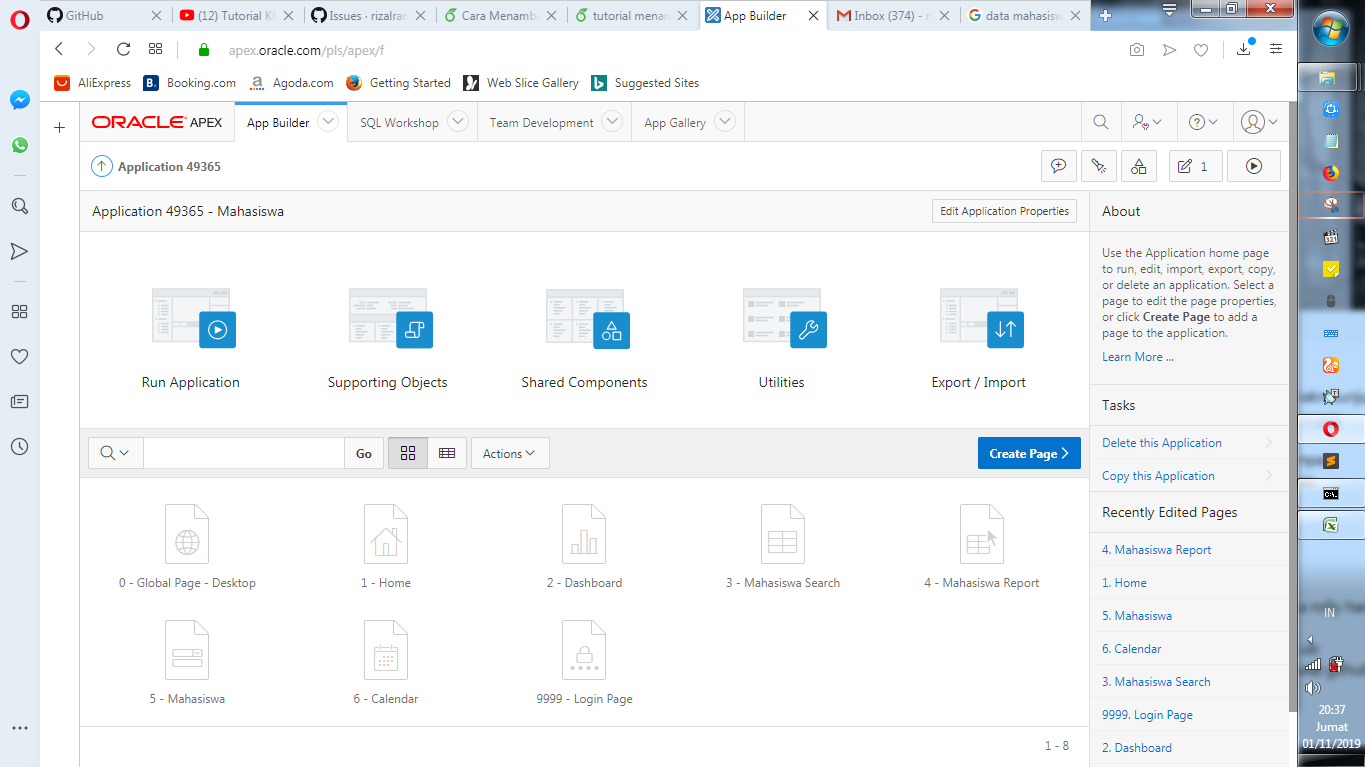 GitHub
(12) Tutorial KE
Issues · rizalran
Cara Menamb
tutorial menan
App Builder
Inbox (374) - r
data mahasisw
apex.oracle.com/pls/apex/f
AliExpress
Booking.com
Agoda.com
Getting Started
Web Slice Gallery
Suggested Sites
ORACLE APEX
App Builder
SQL Workshop
Team Development
App Gallery
Application 49365
1
Application 49365 - Mahasiswa
Edit Application Properties
Run Application
Supporting Objects
Shared Components
Utilities
Export / Import
Go
Actions
Create Page
0 - Global Page - Desktop
1 - Home
2 - Dashboard
3 - Mahasiswa Search
4 - Mahasiswa Report
5 - Mahasiswa
6 - Calendar
9999 - Login Page
1 - 8
About
Use the Application home page
to run, edit, import, export, copy,
or delete an application. Select a
page to edit the page properties,
or click Create Page to add a
page to the application.
Learn More ...
Tasks
Delete this Application
Copy this Application
Recently Edited Pages
4. Mahasiswa Report
1. Home
5. Mahasiswa
6. Calendar
3. Mahasiswa Search
9999. Login Page
2. Dashboard
IN
20:37
Jumat
01/11/2019